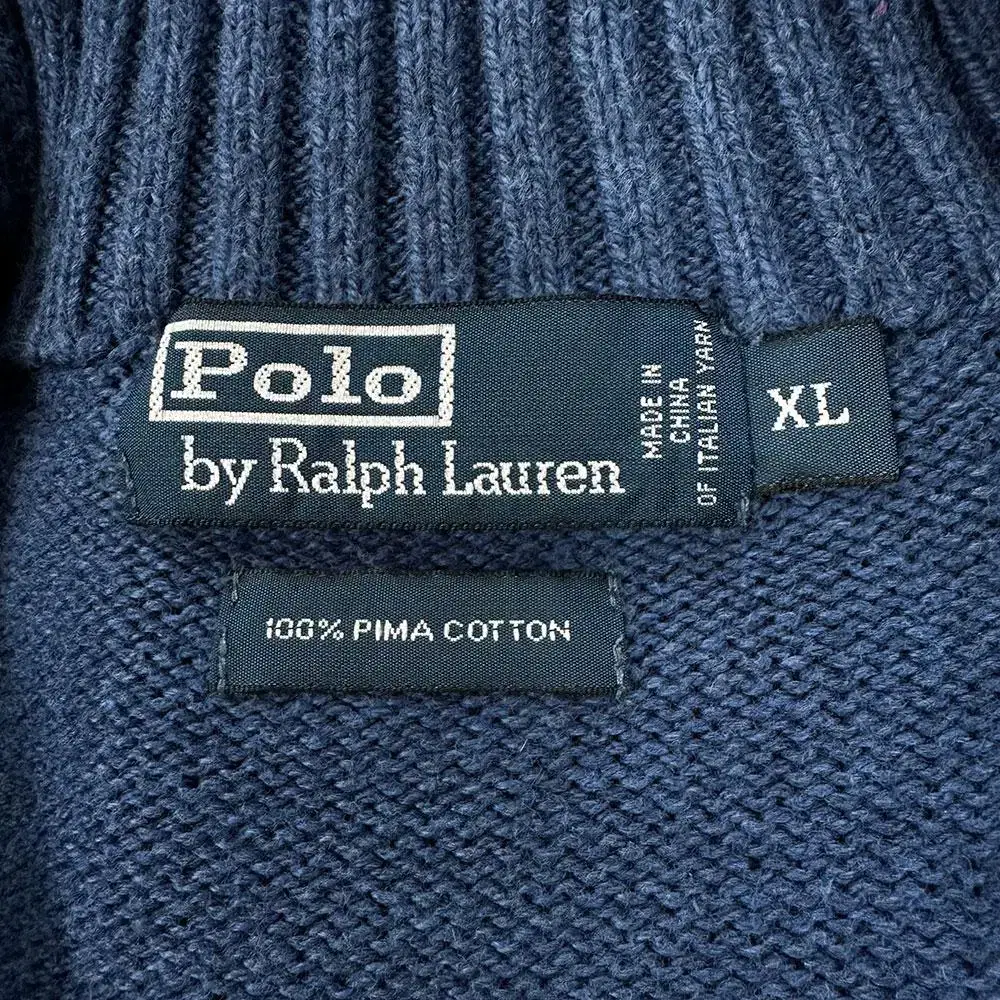 Polo
by Ralph Lauren
MADE IN
CHINA
OF ITALIAN YARN
XL
100% PIMA COTTON